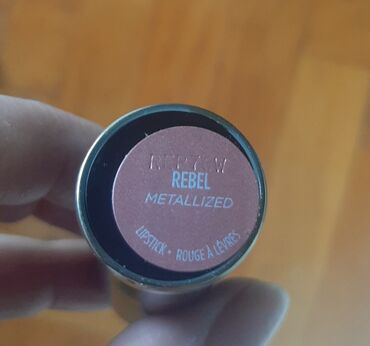 REBEL
METALLIZED
LIPSTICK • ROUGE À LÈVRES